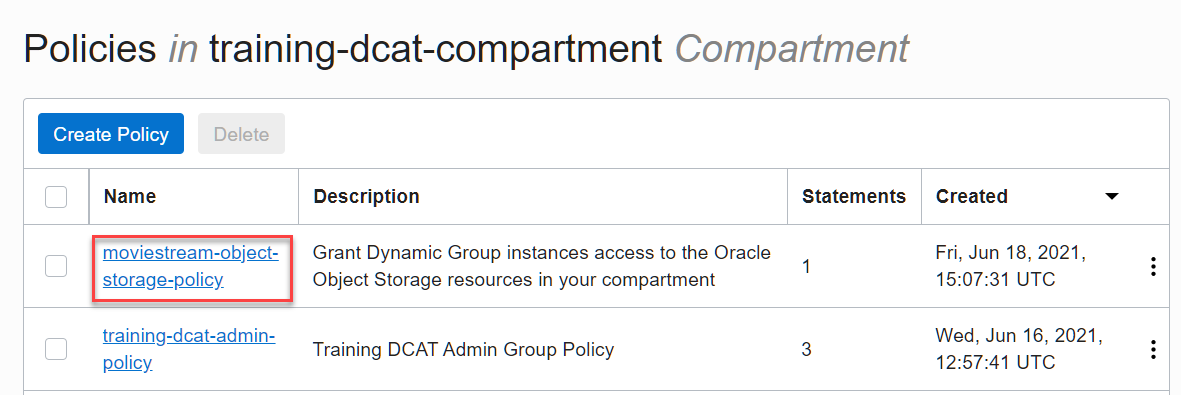 Policies in training-dcat-compartment Compartment
Create Policy Delete
Name Description Statements Created
moviestream-object-storage-policy Grant Dynamic Group instances access to the Oracle Object Storage resources in your compartment 1 Fri, Jun 18, 2021, 15:07:31 UTC
training-dcat-admin-policy Training DCAT Admin Group Policy 3 Wed, Jun 16, 2021, 12:57:41 UTC